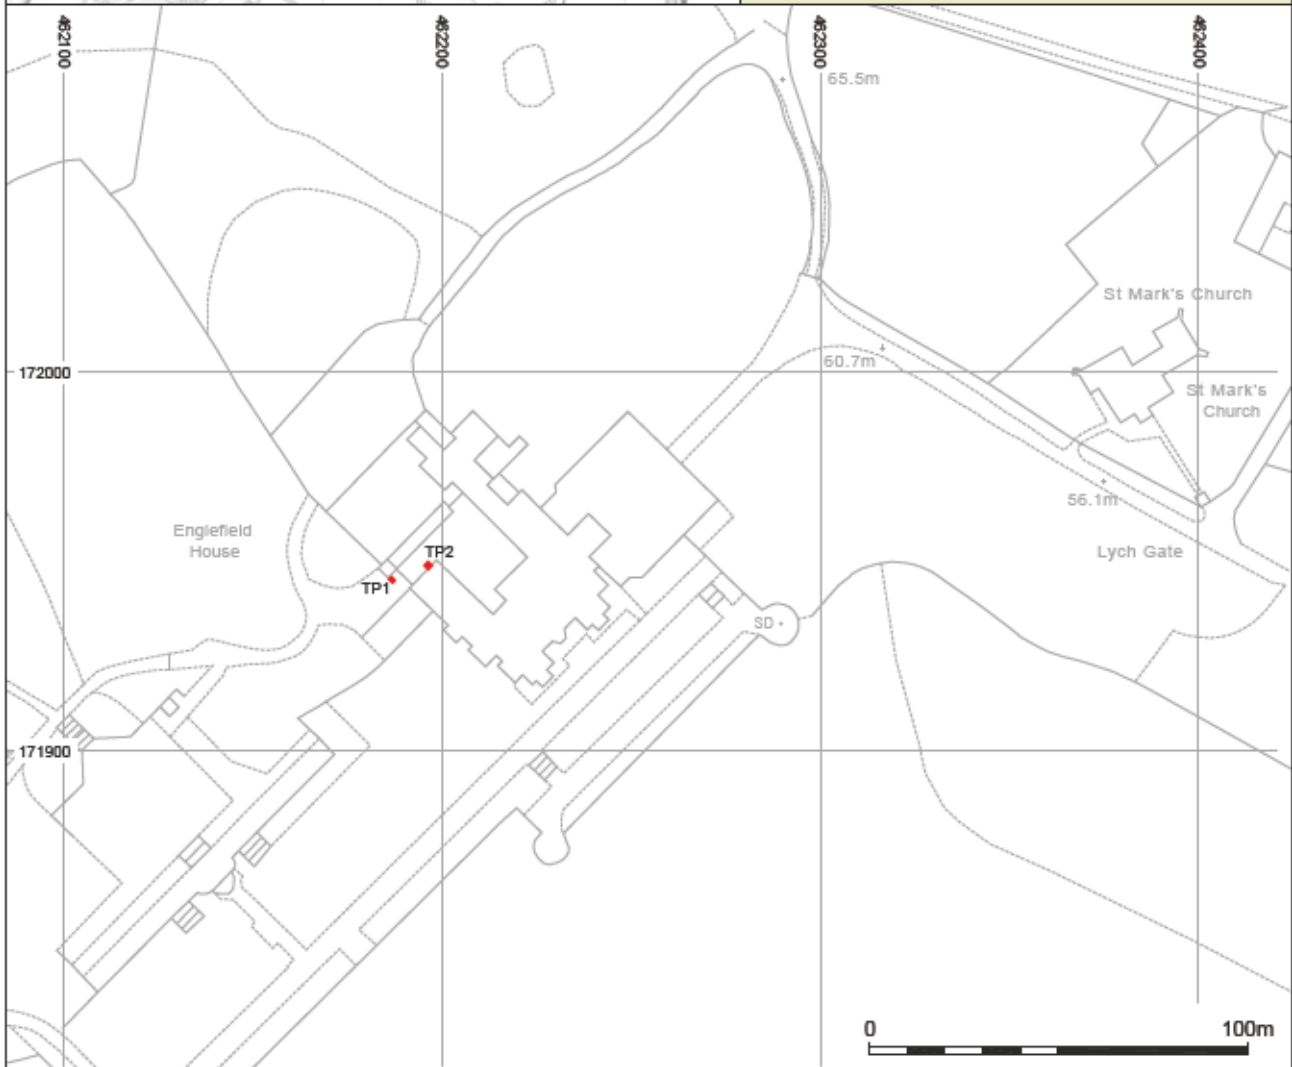 462100
462200
462300
462400
65.5m
St Mark's Church
172000
60.7m
St Mark's
Church
56.1m
Englefield
House
TP2
Lych Gate
TP1
SD
171900
0
100m